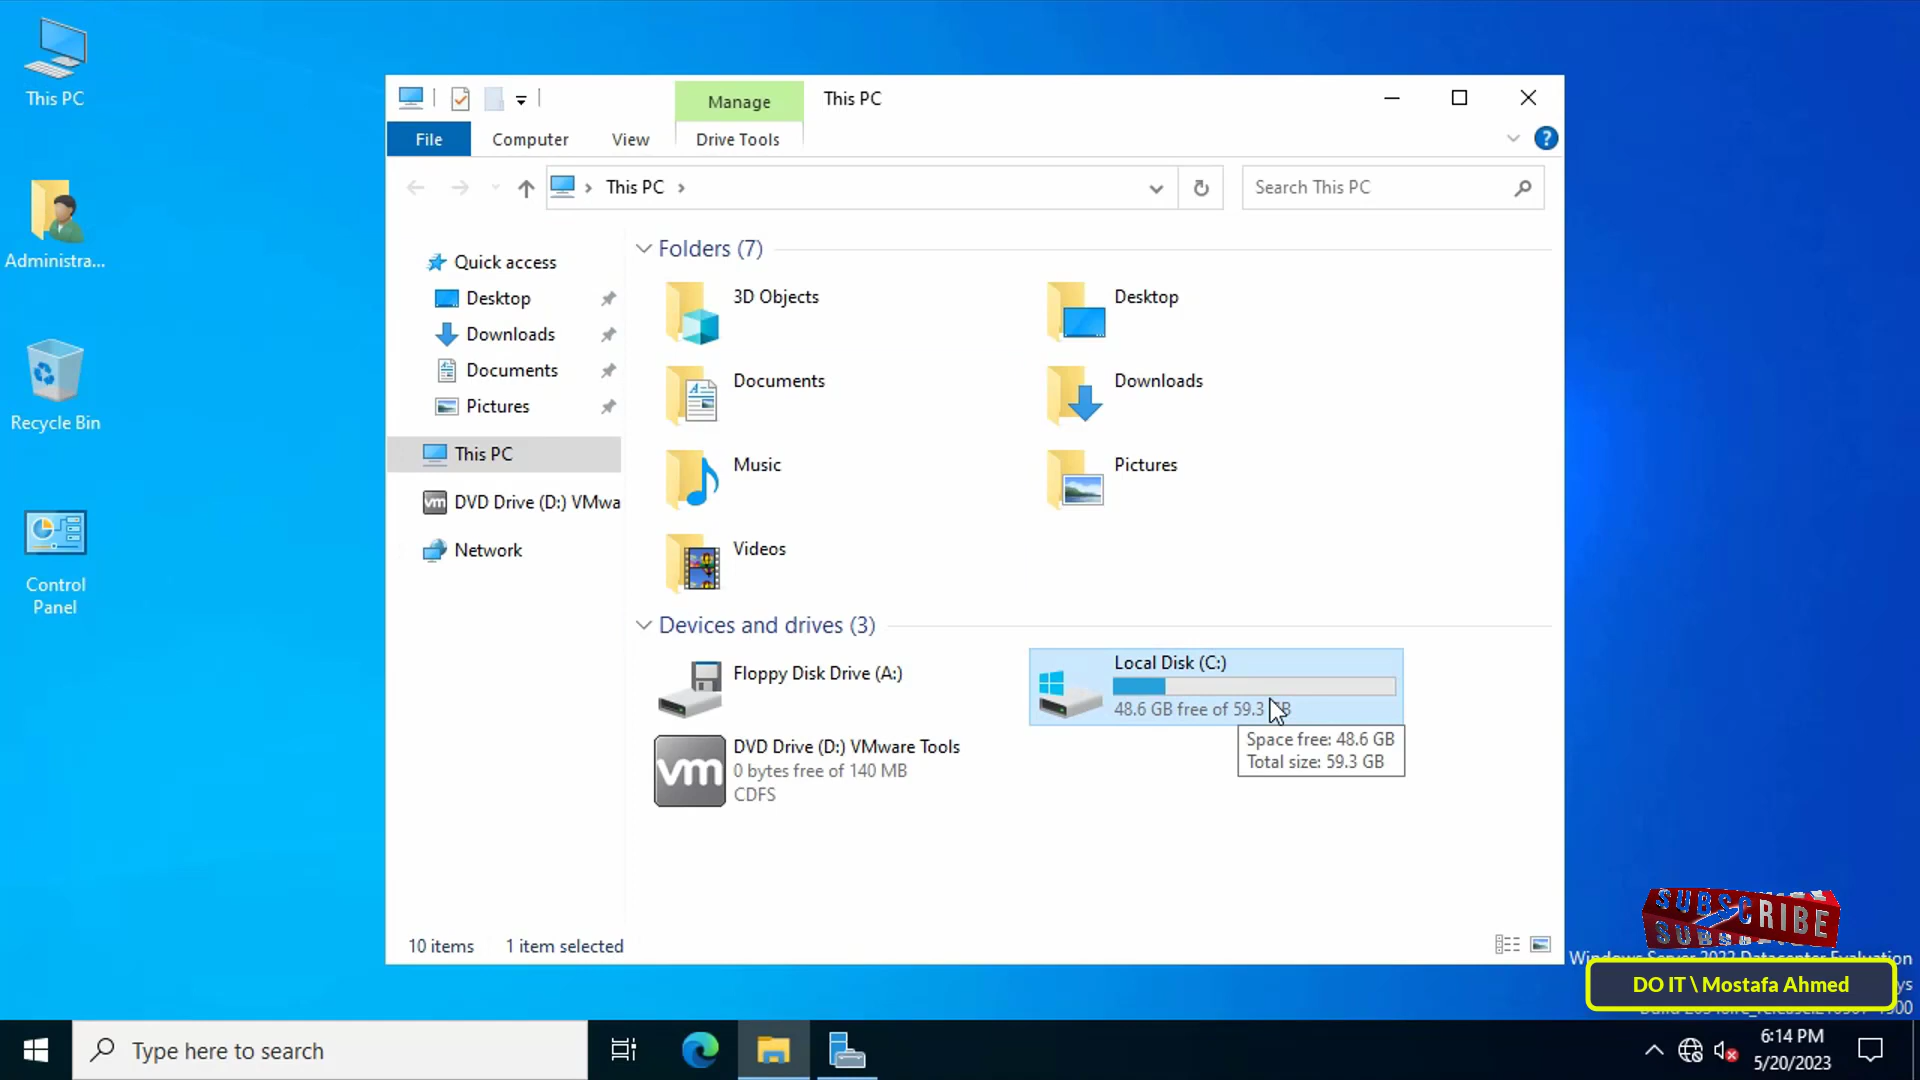 This PC
Administra...
Recycle Bin
Control
Panel
Manage
This PC
File
Computer
View
Drive Tools
?
This PC
Search This PC
Quick access
Desktop
Downloads
Documents
Pictures
This PC
DVD Drive (D:) VMwa
Network
Folders (7)
3D Objects
Desktop
Documents
Downloads
Music
Pictures
Videos
Devices and drives (3)
Floppy Disk Drive (A:)
Local Disk (C:)
48.6 GB free of 59.3
Space free: 48.6 GB
Total size: 59.3 GB
vm
DVD Drive (D:) VMware Tools
0 bytes free of 140 MB
CDFS
10 items
1 item selected
SUBSCRIBE
Windows Server 2022 Datacenter Evaluation
DO IT \ Mostafa Ahmed
Type here to search
6:14 PM
5/20/2023